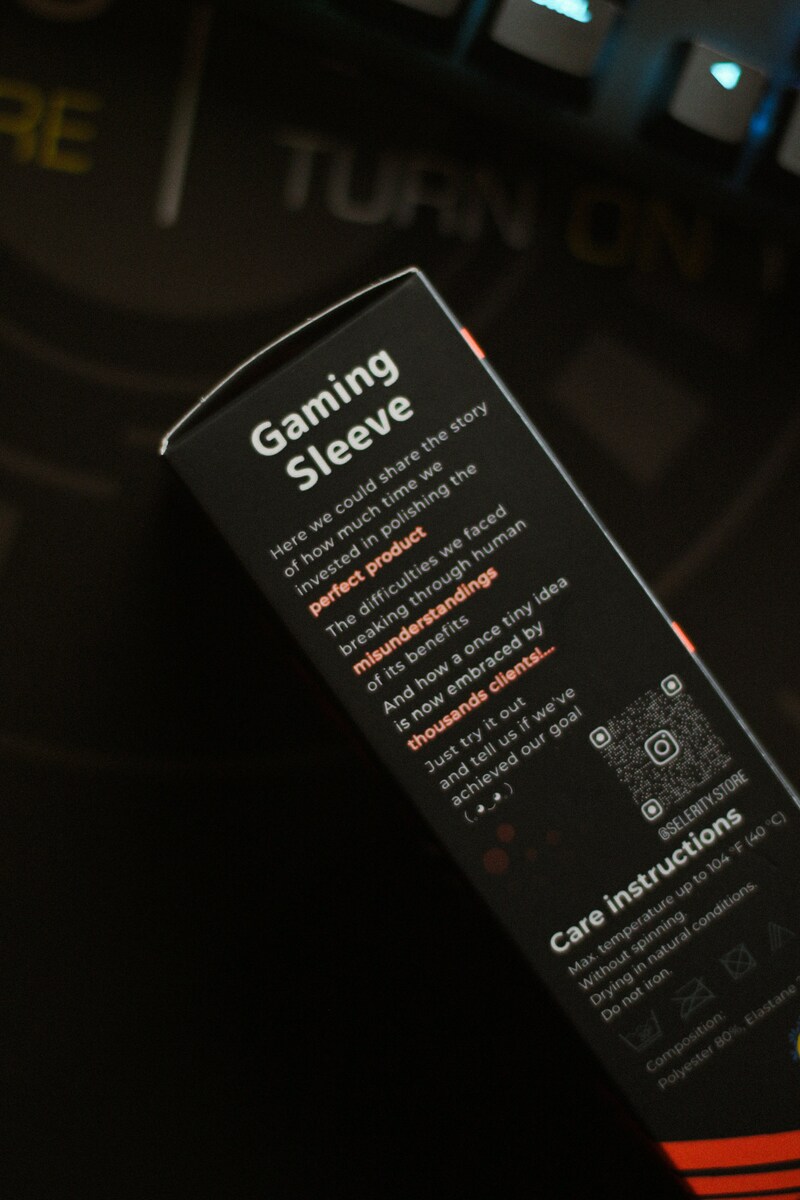 RE
TURN ON
Gaming
Sleeve
Here we could share the story
of how much time we
invested in polishing the
perfect product
The difficulties we faced
breaking through human
misunderstandings
of its benefits
And how a once tiny idea
is now embraced by
thousands clients!...
Just try it out
and tell us if we've
achieved our goal
@SELERITY.STORE
Care instructions
Max. temperature up to 104 °F (40 °C)
Without spinning.
Drying in natural conditions.
Do not iron.
Composition:
Polyester 80%, Elastane